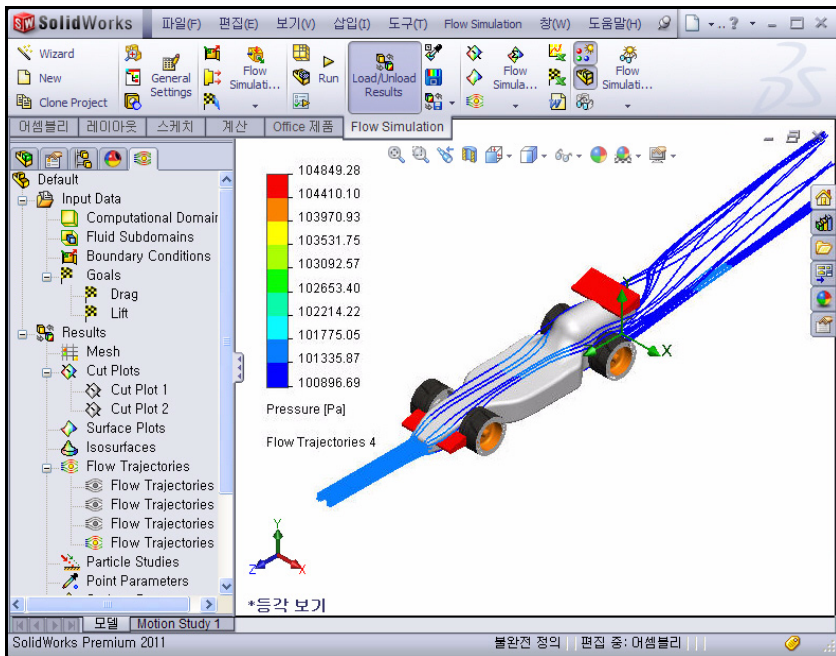 SolidWorks 파일(F) 편집(E) 보기(V) 삽입(I) 도구(T) Flow Simulation 창(W) 도움말(H)
Wizard
New
Clone Project
General
Settings
Flow
Simulati...
Run
Load/Unload
Results
Flow
Simula...
Flow
Simulati...
어셈블리 레이아웃 스케치 계산 Office 제품 Flow Simulation
Default
Input Data
Computational Domair
Fluid Subdomains
Boundary Conditions
Goals
Drag
Lift
Results
Mesh
Cut Plots
Cut Plot 1
Cut Plot 2
Surface Plots
Isosurfaces
Flow Trajectories
Flow Trajectories
Flow Trajectories
Flow Trajectories
Flow Trajectories
Particle Studies
Point Parameters
104849.28
104410.10
103970.93
103531.75
103092.57
102653.40
102214.22
101775.05
101335.87
100896.69
Pressure [Pa]
Flow Trajectories 4
Y
X
Y
Z
X
*등각 보기
모델 Motion Study 1
SolidWorks Premium 2011 불완전 정의 편집 중: 어셈블리